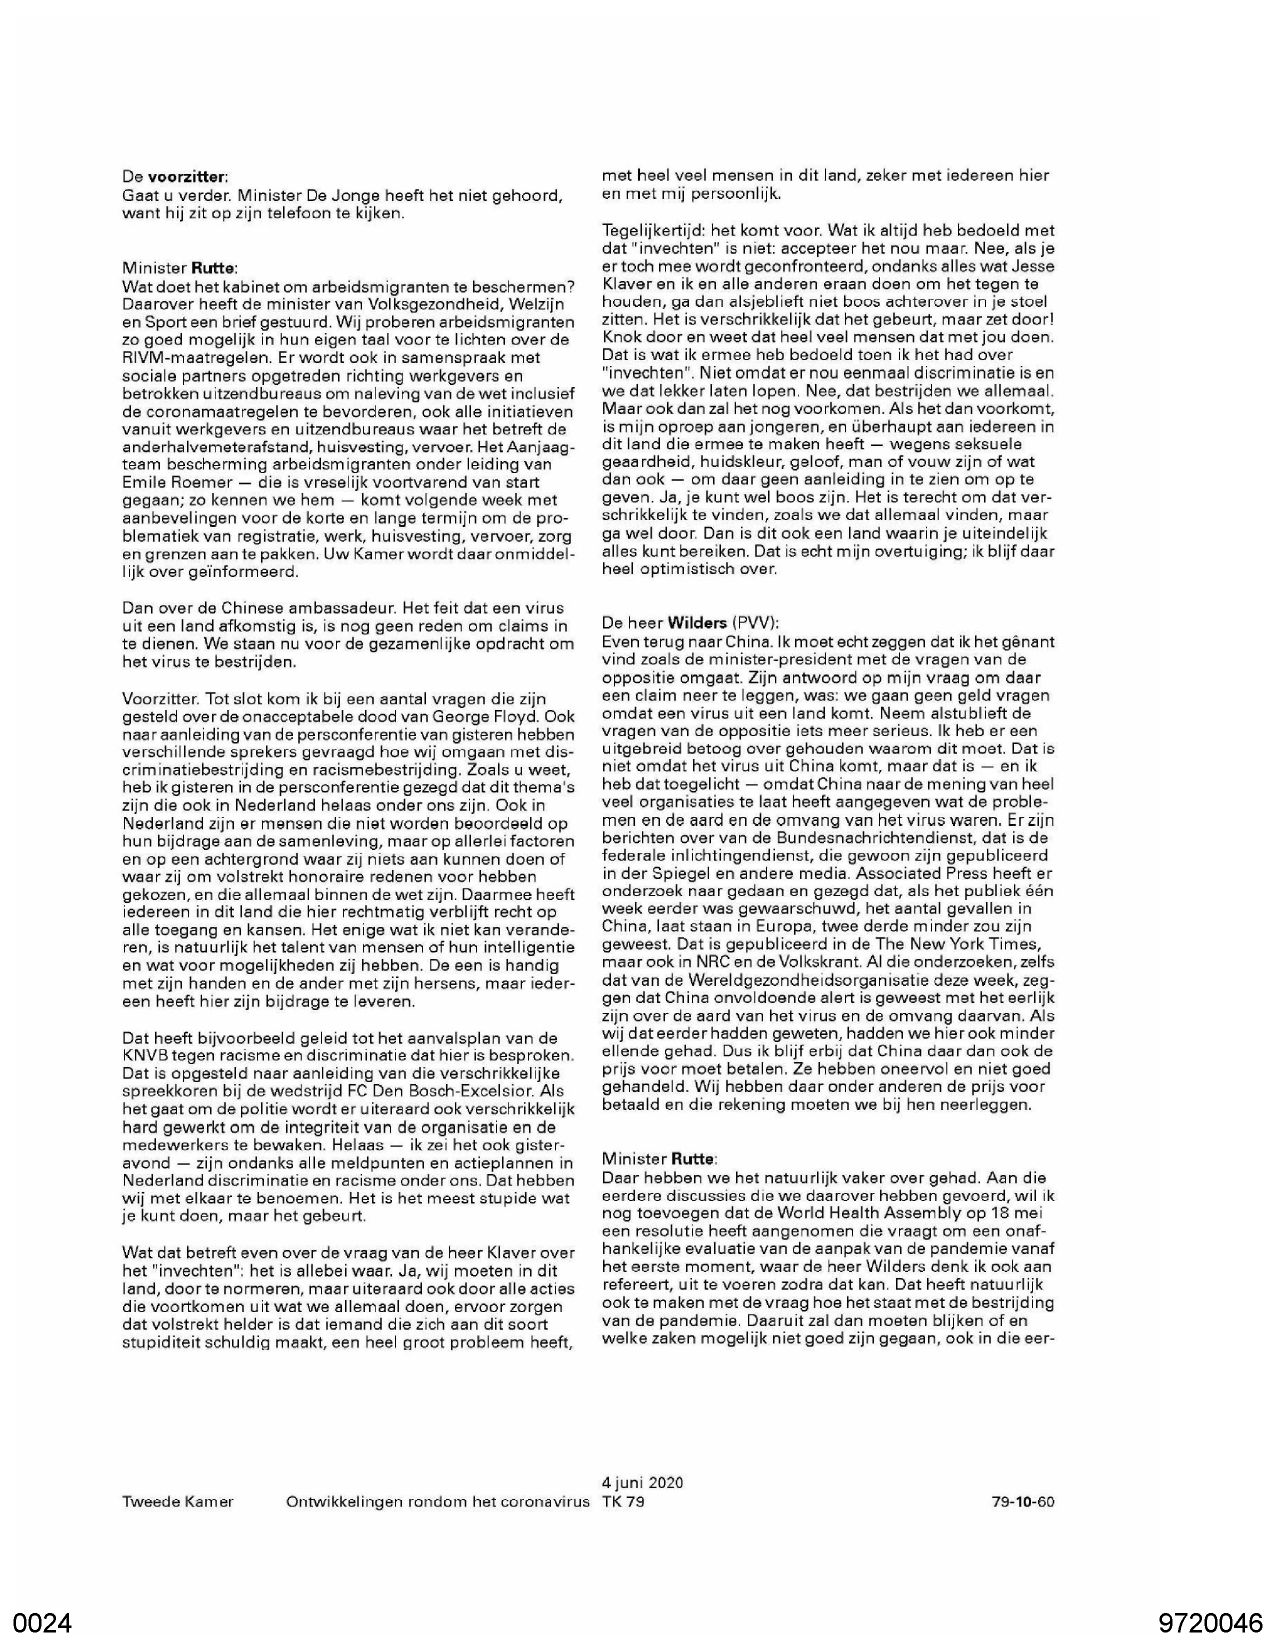 De voorzitter:
Gaat u verder. Minister De Jonge heeft het niet gehoord,
want hij zit op zijn telefoon te kijken.
Minister Rutte:
Wat doet het kabinet om arbeidsmigranten te beschermen?
Daarover heeft de minister van Volksgezondheid, Welzijn
en Sport een brief gestuurd. Wij proberen arbeidsmigranten
zo goed mogelijk in hun eigen taal voor te lichten over de
RIVM-maatregelen. Er wordt ook in samenspraak met
sociale partners opgetreden richting werkgevers en
betrokken uitzendbureaus om naleving van de wet inclusief
de coronamaatregelen te bevorderen, ook alle initiatieven
vanuit werkgevers en uitzendbureaus waar het betreft de
anderhalvemeterafstand, huisvesting, vervoer. Het Aanjaag-
team bescherming arbeidsmigranten onder leiding van
Emile Roemer — die is vreselijk voortvarend van start
gegaan; zo kennen we hem — komt volgende week met
aanbevelingen voor de korte en lange termijn om de pro-
blematiek van registratie, werk, huisvesting, vervoer, zorg
en grenzen aan te pakken. Uw Kamer wordt daar onmiddel-
lijk over geïnformeerd.
Dan over de Chinese ambassadeur. Het feit dat een virus
uit een land afkomstig is, is nog geen reden om claims in
te dienen. We staan nu voor de gezamenlijke opdracht om
het virus te bestrijden.
Voorzitter. Tot slot kom ik bij een aantal vragen die zijn
gesteld over de onacceptabele dood van George Floyd. Ook
naar aanleiding van de persconferentie van gisteren hebben
verschillende sprekers gevraagd hoe wij omgaan met dis-
criminatiebestrijding en racismebestrijding. Zoals u weet,
heb ik gisteren in de persconferentie gezegd dat dit thema's
zijn die ook in Nederland helaas onder ons zijn. Ook in
Nederland zijn er mensen die niet worden beoordeeld op
hun bijdrage aan de samenleving, maar op allerlei factoren
en op een achtergrond waar zij niets aan kunnen doen of
waar zij om volstrekt honoraire redenen voor hebben
gekozen, en die allemaal binnen de wet zijn. Daarmee heeft
iedereen in dit land die hier rechtmatig verblijft recht op
alle toegang en kansen. Het enige wat ik niet kan verande-
ren, is natuurlijk het talent van mensen of hun intelligentie
en wat voor mogelijkheden zij hebben. De een is handig
met zijn handen en de ander met zijn hersens, maar ieder-
een heeft hier zijn bijdrage te leveren.
Dat heeft bijvoorbeeld geleid tot het aanvalsplan van de
KNVB tegen racisme en discriminatie dat hier is besproken.
Dat is opgesteld naar aanleiding van die verschrikkelijke
spreekkoren bij de wedstrijd FC Den Bosch-Excelsior. Als
het gaat om de politie wordt er uiteraard ook verschrikkelijk
hard gewerkt om de integriteit van de organisatie en de
medewerkers te bewaken. Helaas — ik zei het ook gister-
avond — zijn ondanks alle meldpunten en actieplannen in
Nederland discriminatie en racisme onder ons. Dat hebben
wij met elkaar te benoemen. Het is het meest stupide wat
je kunt doen, maar het gebeurt.
Wat dat betreft even over de vraag van de heer Klaver over
het "invechten": het is allebei waar. Ja, wij moeten in dit
land, door te normeren, maar uiteraard ook door alle acties
die voortkomen uit wat we allemaal doen, ervoor zorgen
dat volstrekt helder is dat iemand die zich aan dit soort
stupiditeit schuldig maakt, een heel groot probleem heeft,
met heel veel mensen in dit land, zeker met iedereen hier
en met mij persoonlijk.
Tegelijkertijd: het komt voor. Wat ik altijd heb bedoeld met
dat "invechten" is niet: accepteer het nou maar. Nee, als je
er toch mee wordt geconfronteerd, ondanks alles wat Jesse
Klaver en ik en alle anderen eraan doen om het tegen te
houden, ga dan alsjeblieft niet boos achterover in je stoel
zitten. Het is verschrikkelijk dat het gebeurt, maar zet door!
Knok door en weet dat heel veel mensen dat met jou doen.
Dat is wat ik ermee heb bedoeld toen ik het had over
"invechten". Niet omdat er nou eenmaal discriminatie is en
we dat lekker laten lopen. Nee, dat bestrijden we allemaal.
Maar ook dan zal het nog voorkomen. Als het dan voorkomt,
is mijn oproep aan jongeren, en überhaupt aan iedereen in
dit land die ermee te maken heeft — wegens seksuele
geaardheid, huidskleur, geloof, man of vouw zijn of wat
dan ook — om daar geen aanleiding in te zien om op te
geven. Ja, je kunt wel boos zijn. Het is terecht om dat ver-
schrikkelijk te vinden, zoals we dat allemaal vinden, maar
ga wel door. Dan is dit ook een land waarin je uiteindelijk
alles kunt bereiken. Dat is echt mijn overtuiging; ik blijf daar
heel optimistisch over.
De heer Wilders (PVV):
Even terug naar China. Ik moet echt zeggen dat ik het gênant
vind zoals de minister-president met de vragen van de
oppositie omgaat. Zijn antwoord op mijn vraag om daar
een claim neer te leggen, was: we gaan geen geld vragen
omdat een virus uit een land komt. Neem alstublieft de
vragen van de oppositie iets meer serieus. Ik heb er een
uitgebreid betoog over gehouden waarom dit moet. Dat is
niet omdat het virus uit China komt, maar dat is — en ik
heb dat toegelicht — omdat China naar de mening van heel
veel organisaties te laat heeft aangegeven wat de proble-
men en de aard en de omvang van het virus waren. Er zijn
berichten over van de Bundesnachrichtendienst, dat is de
federale inlichtingendienst, die gewoon zijn gepubliceerd
in der Spiegel en andere media. Associated Press heeft er
onderzoek naar gedaan en gezegd dat, als het publiek één
week eerder was gewaarschuwd, het aantal gevallen in
China, laat staan in Europa, twee derde minder zou zijn
geweest. Dat is gepubliceerd in de The New York Times,
maar ook in NRC en de Volkskrant. Al die onderzoeken, zelfs
dat van de Wereldgezondheidsorganisatie deze week, zeg-
gen dat China onvoldoende alert is geweest met het eerlijk
zijn over de aard van het virus en de omvang daarvan. Als
wij dat eerder hadden geweten, hadden we hier ook minder
ellende gehad. Dus ik blijf erbij dat China daar dan ook de
prijs voor moet betalen. Ze hebben oneervol en niet goed
gehandeld. Wij hebben daar onder anderen de prijs voor
betaald en die rekening moeten we bij hen neerleggen.
Minister Rutte:
Daar hebben we het natuurlijk vaker over gehad. Aan die
eerdere discussies die we daarover hebben gevoerd, wil ik
nog toevoegen dat de World Health Assembly op 18 mei
een resolutie heeft aangenomen die vraagt om een onaf-
hankelijke evaluatie van de aanpak van de pandemie vanaf
het eerste moment, waar de heer Wilders denk ik ook aan
refereert, uit te voeren zodra dat kan. Dat heeft natuurlijk
ook te maken met de vraag hoe het staat met de bestrijding
van de pandemie. Daaruit zal dan moeten blijken of en
welke zaken mogelijk niet goed zijn gegaan, ook in die eer-
4 juni 2020
Tweede Kamer Ontwikkelingen rondom het coronavirus TK 79 79-10-60
0024 9720046